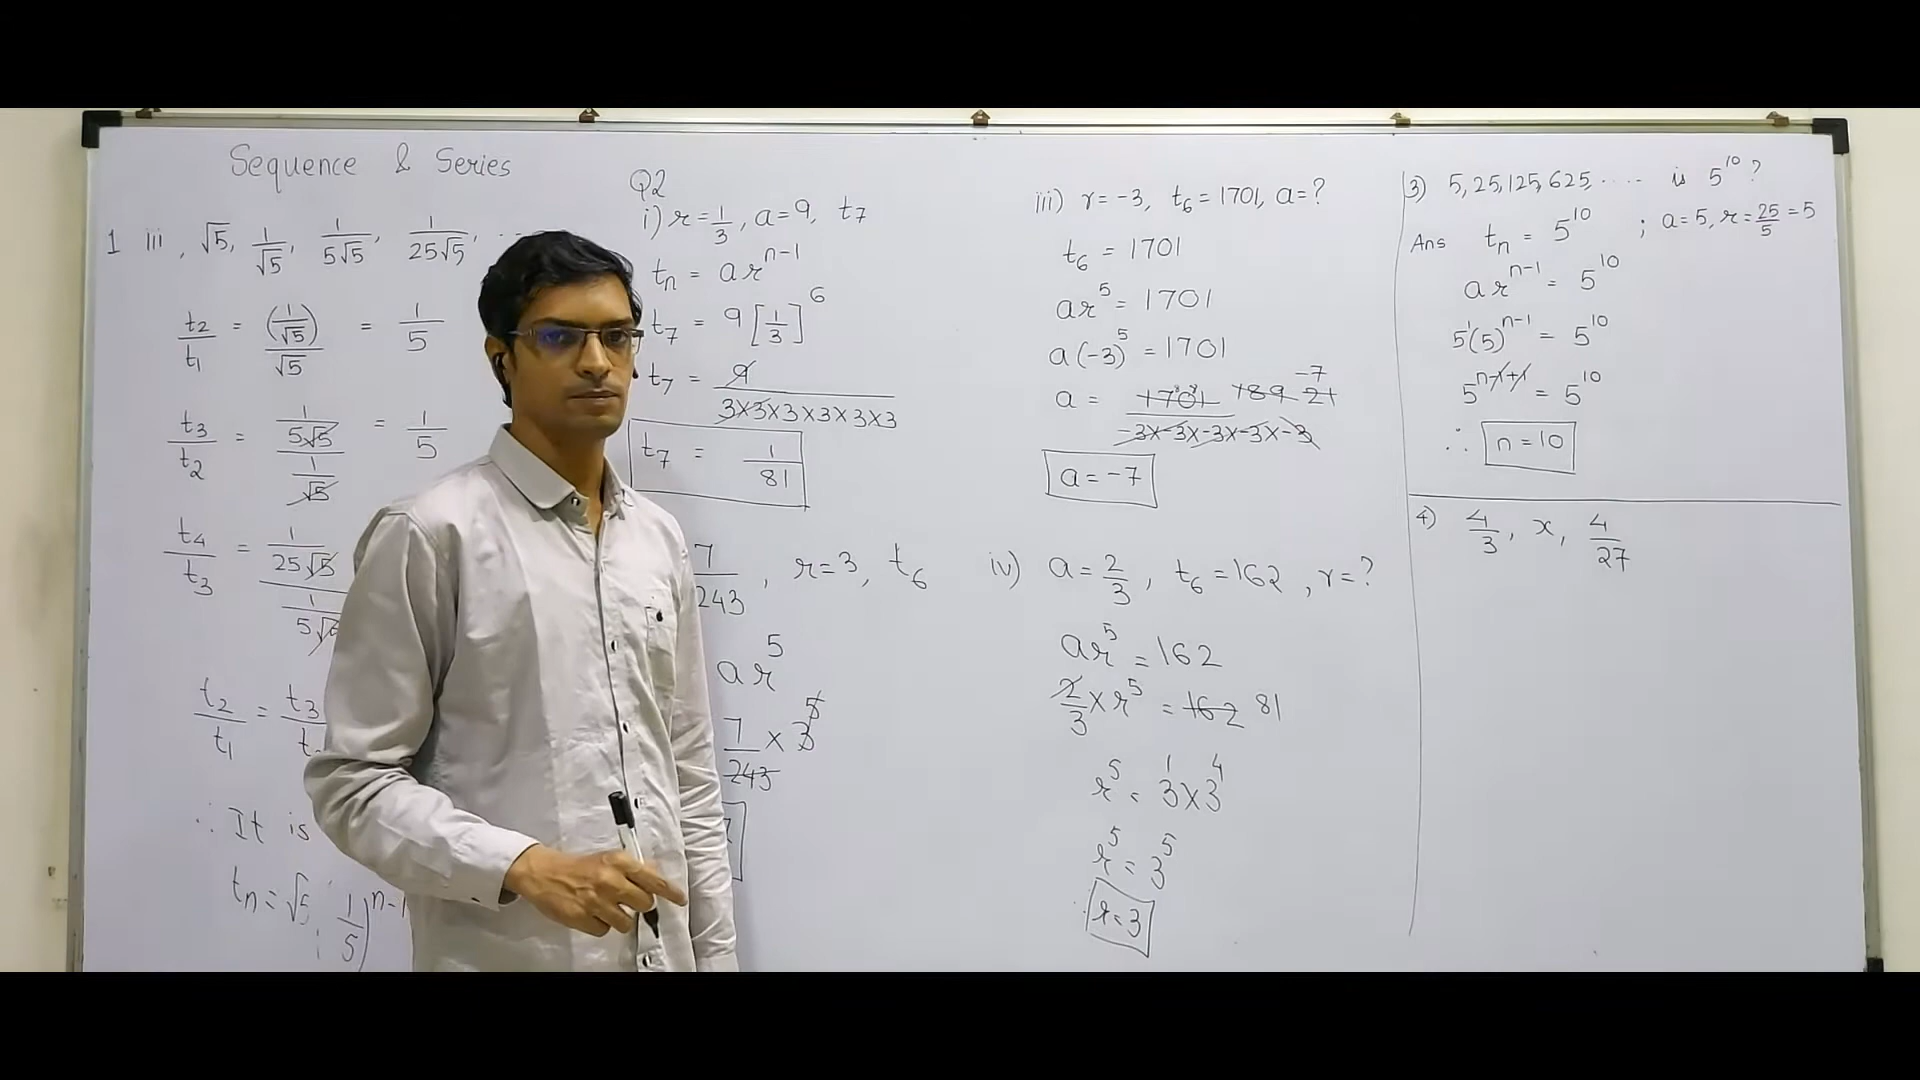 Sequence & Series
1 iii, √5, 1/√5, 1/5√5, 1/25√5, ...
t2/t1 = (1/√5)/√5 = 1/5
t3/t2 = (1/5√5)/(1/√5) = 1/5
t4/t3 = (1/25√5)/(1/5√5)
t2/t1 = t3/t
∴ It is
tn = √5 (1/5)^n-1
Q2
i) r = 1/3, a = 9, t7
tn = ar^n-1
t7 = 9[1/3]^6
t7 = 9/(3×3×3×3×3×3)
t7 = 1/81
7/243, r=3, t6
ar^5
7/243 × 3^5
iii) r = -3, t6 = 1701, a = ?
t6 = 1701
ar^5 = 1701
a(-3)^5 = 1701
a = 1701 189 21 -7/(-3×-3×-3×-3×-3)
a = -7
iv) a = 2/3, t6 = 162, r = ?
ar^5 = 162
2/3 × r^5 = 162 81
r^5 = 3^1 × 3^4
r^5 = 3^5
∴ r = 3
3) 5, 25, 125, 625, ..... is 5^10 ?
Ans tn = 5^10 ; a = 5, r = 25/5 = 5
ar^n-1 = 5^10
5^1(5)^n-1 = 5^10
5^n-1+1 = 5^10
∴ n = 10
4) 4/3, x, 4/27